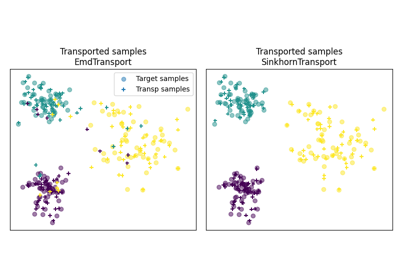 Transported samples
EmdTransport
Target samples
Transp samples
Transported samples
SinkhornTransport